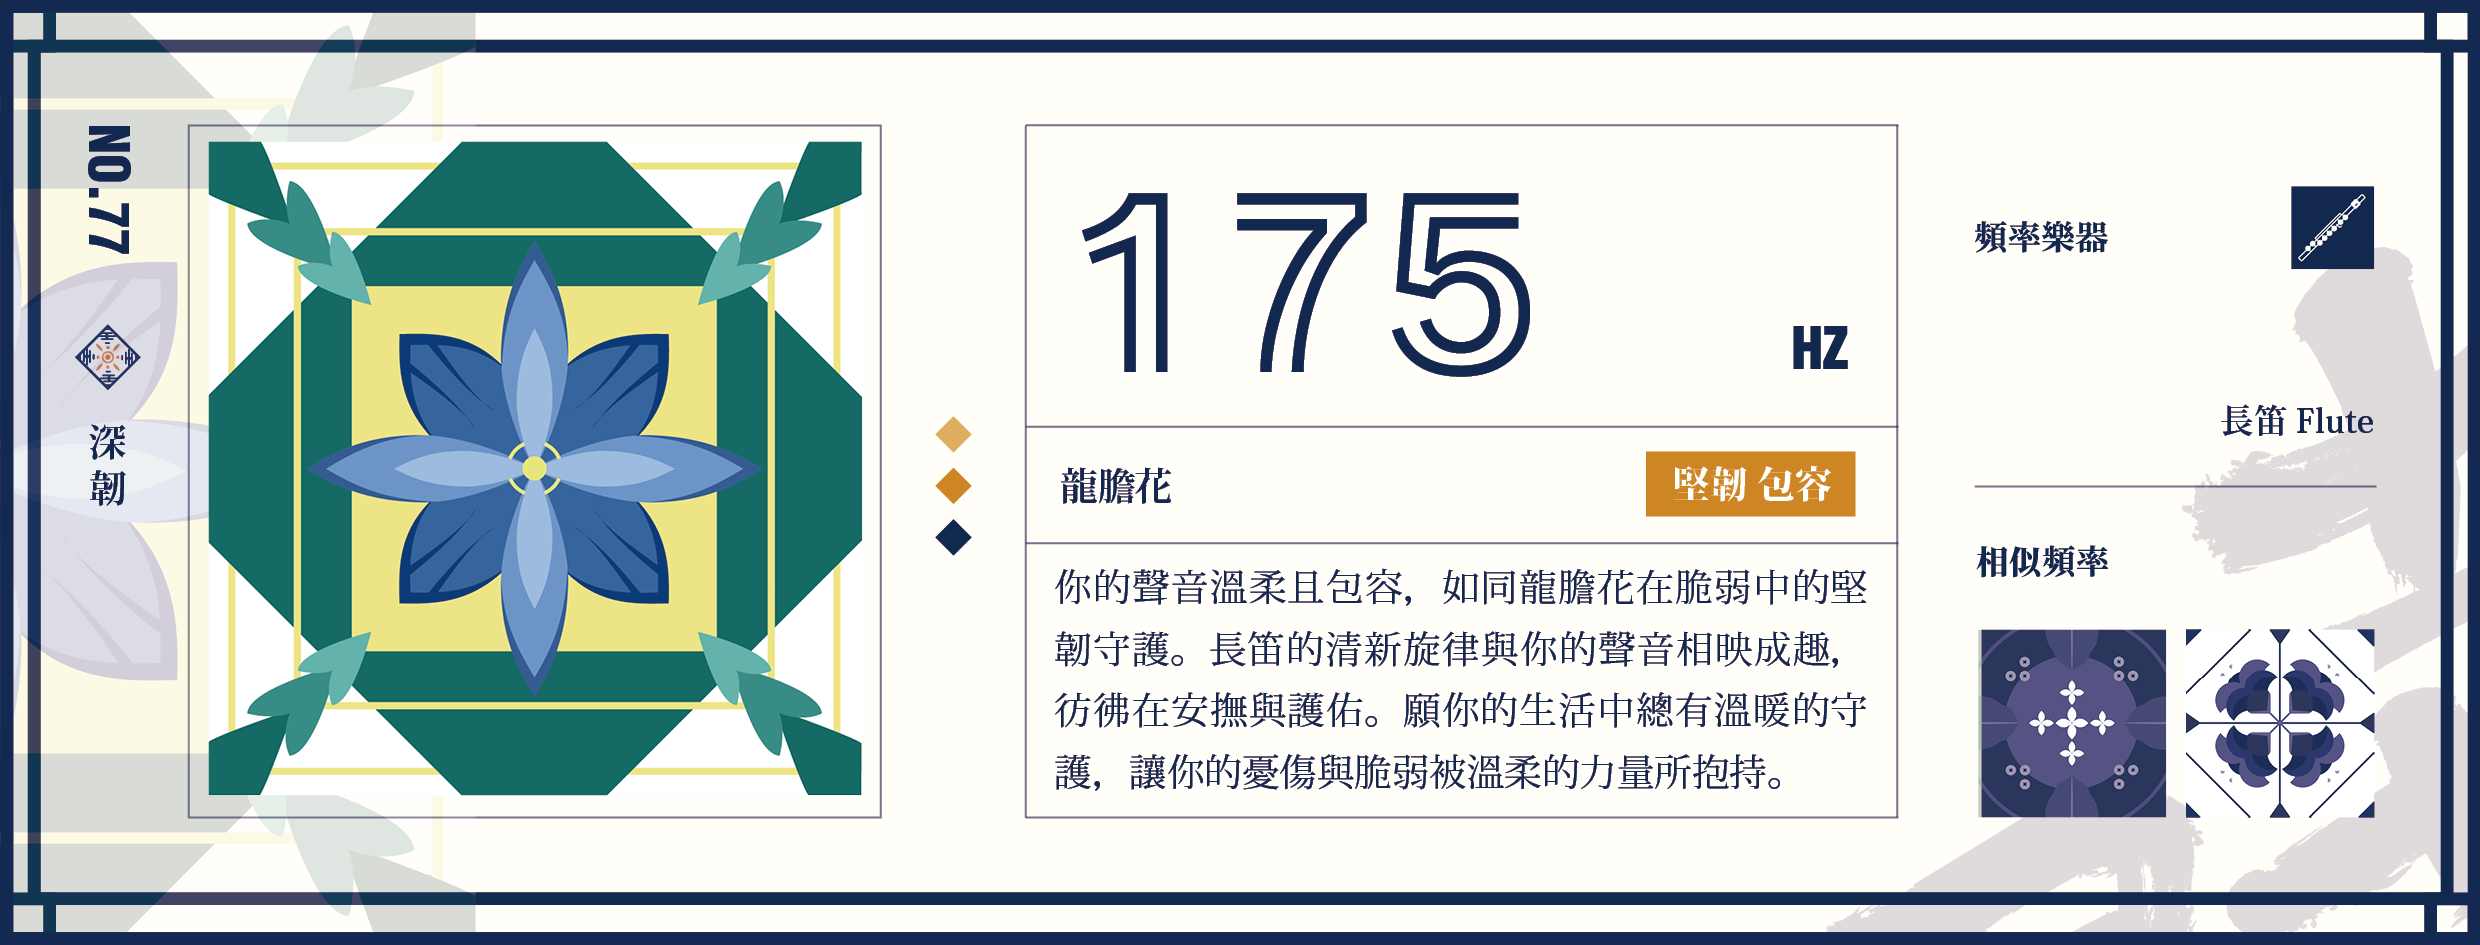 NO.77
深韌
175
HZ
龍膽花
堅韌 包容
你的聲音溫柔且包容，如同龍膽花在脆弱中的堅
韌守護。長笛的清新旋律與你的聲音相映成趣，
彷彿在安撫與護佑。願你的生活中總有溫暖的守
護，讓你的憂傷與脆弱被溫柔的力量所抱持。
頻率樂器
長笛 Flute
相似頻率